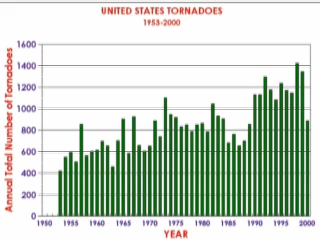 UNITED STATES TORNADOES
1953-2000
Annual Total Number of Tornadoes
1600
1400
1200
1000
800
600
400
200
0
1950 1955 1960 1965 1970 1975 1980 1985 1990 1995 2000
YEAR